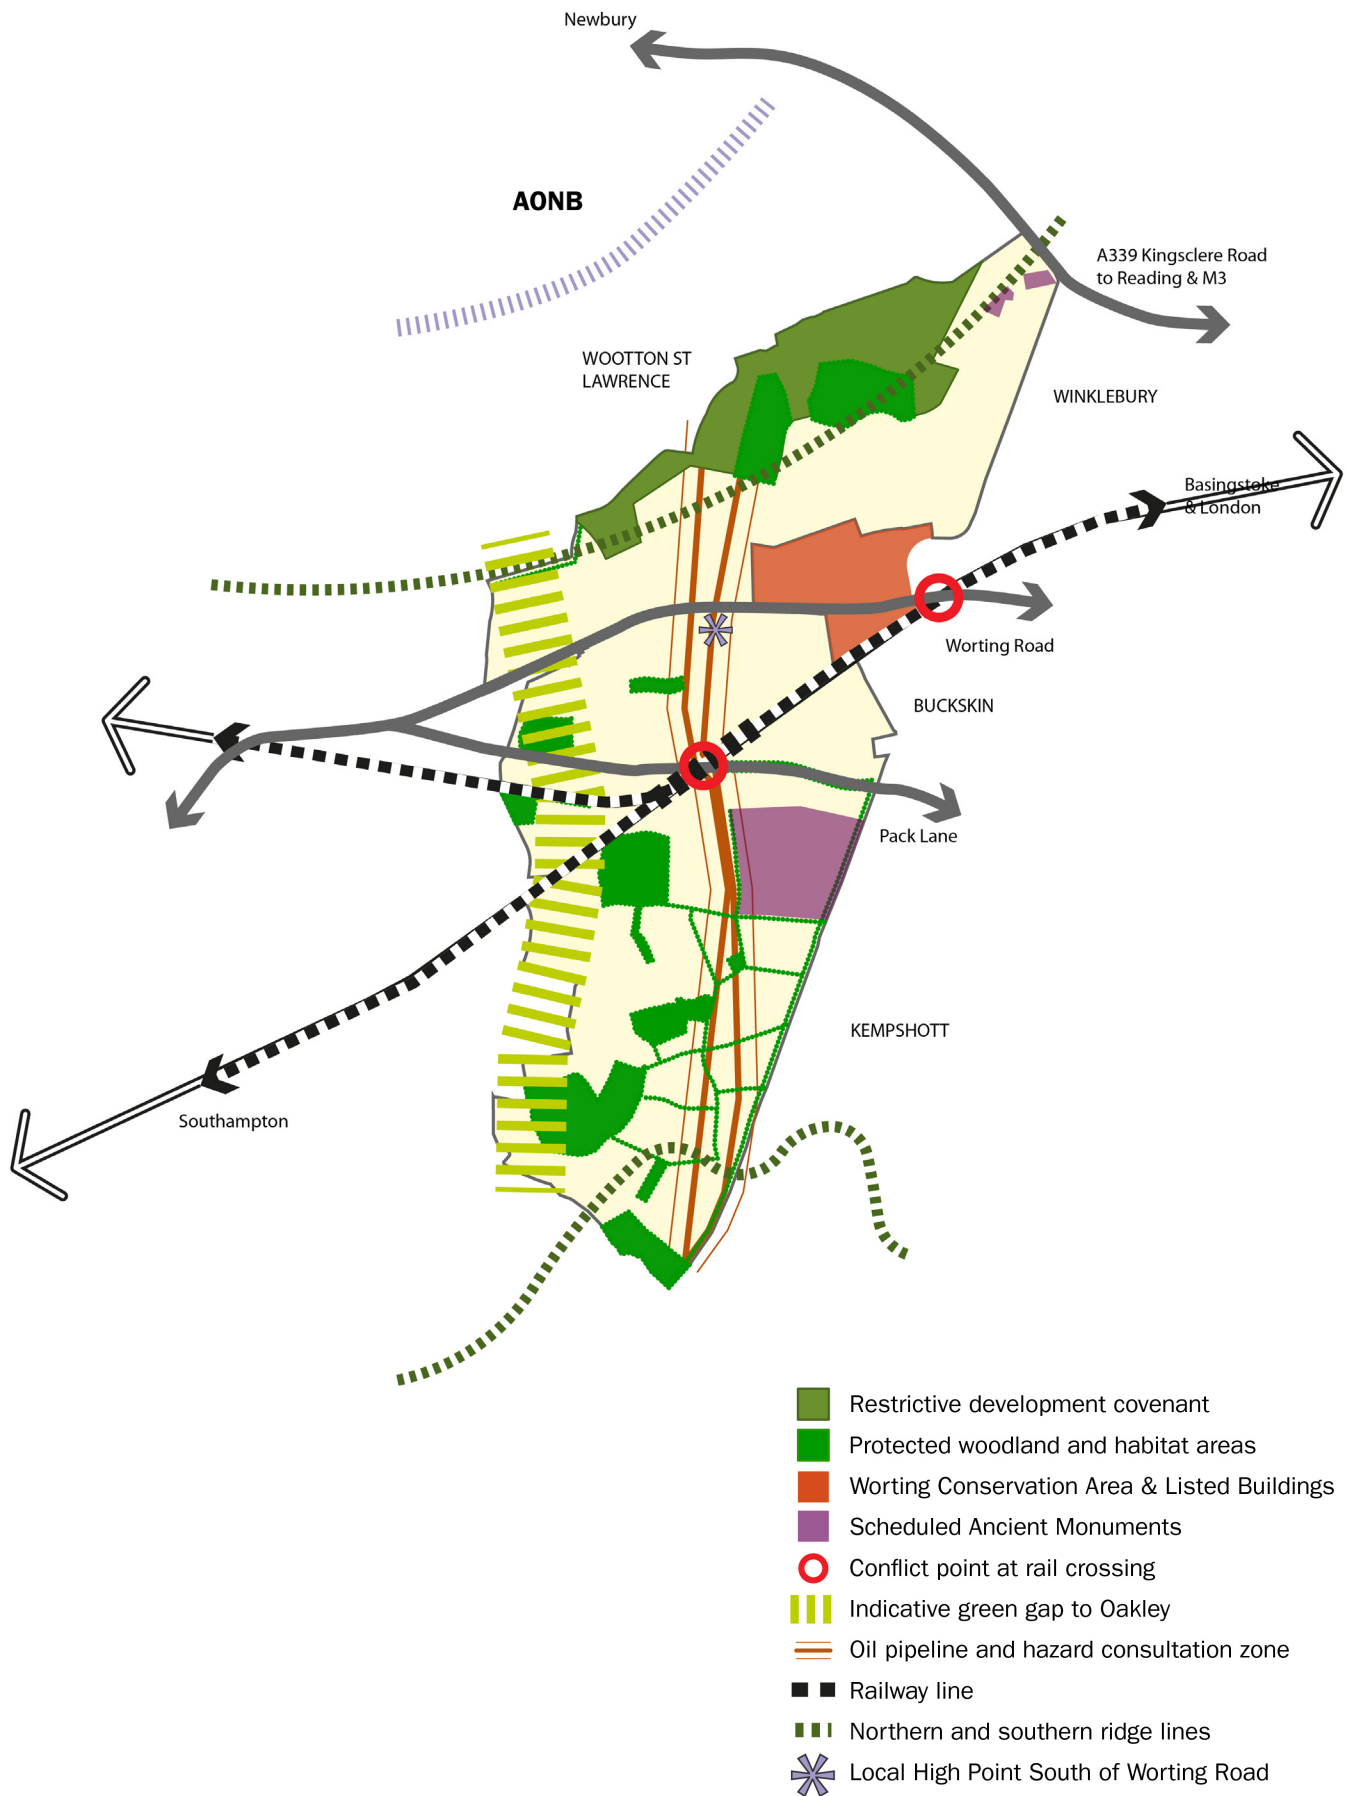 Newbury
AONB
A339 Kingsclere Road
to Reading & M3
WOOTTON ST
LAWRENCE
WINKLEBURY
Basingstoke
& London
Worting Road
BUCKSKIN
Pack Lane
KEMPSHOTT
Southampton
Restrictive development covenant
Protected woodland and habitat areas
Worting Conservation Area & Listed Buildings
Scheduled Ancient Monuments
Conflict point at rail crossing
Indicative green gap to Oakley
Oil pipeline and hazard consultation zone
Railway line
Northern and southern ridge lines
Local High Point South of Worting Road